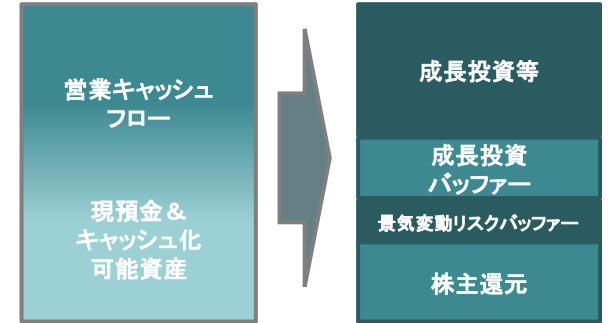 営業キャッシュ
フロー
現預金＆
キャッシュ化
可能資産
成長投資等
成長投資
バッファー
景気変動リスクバッファー
株主還元